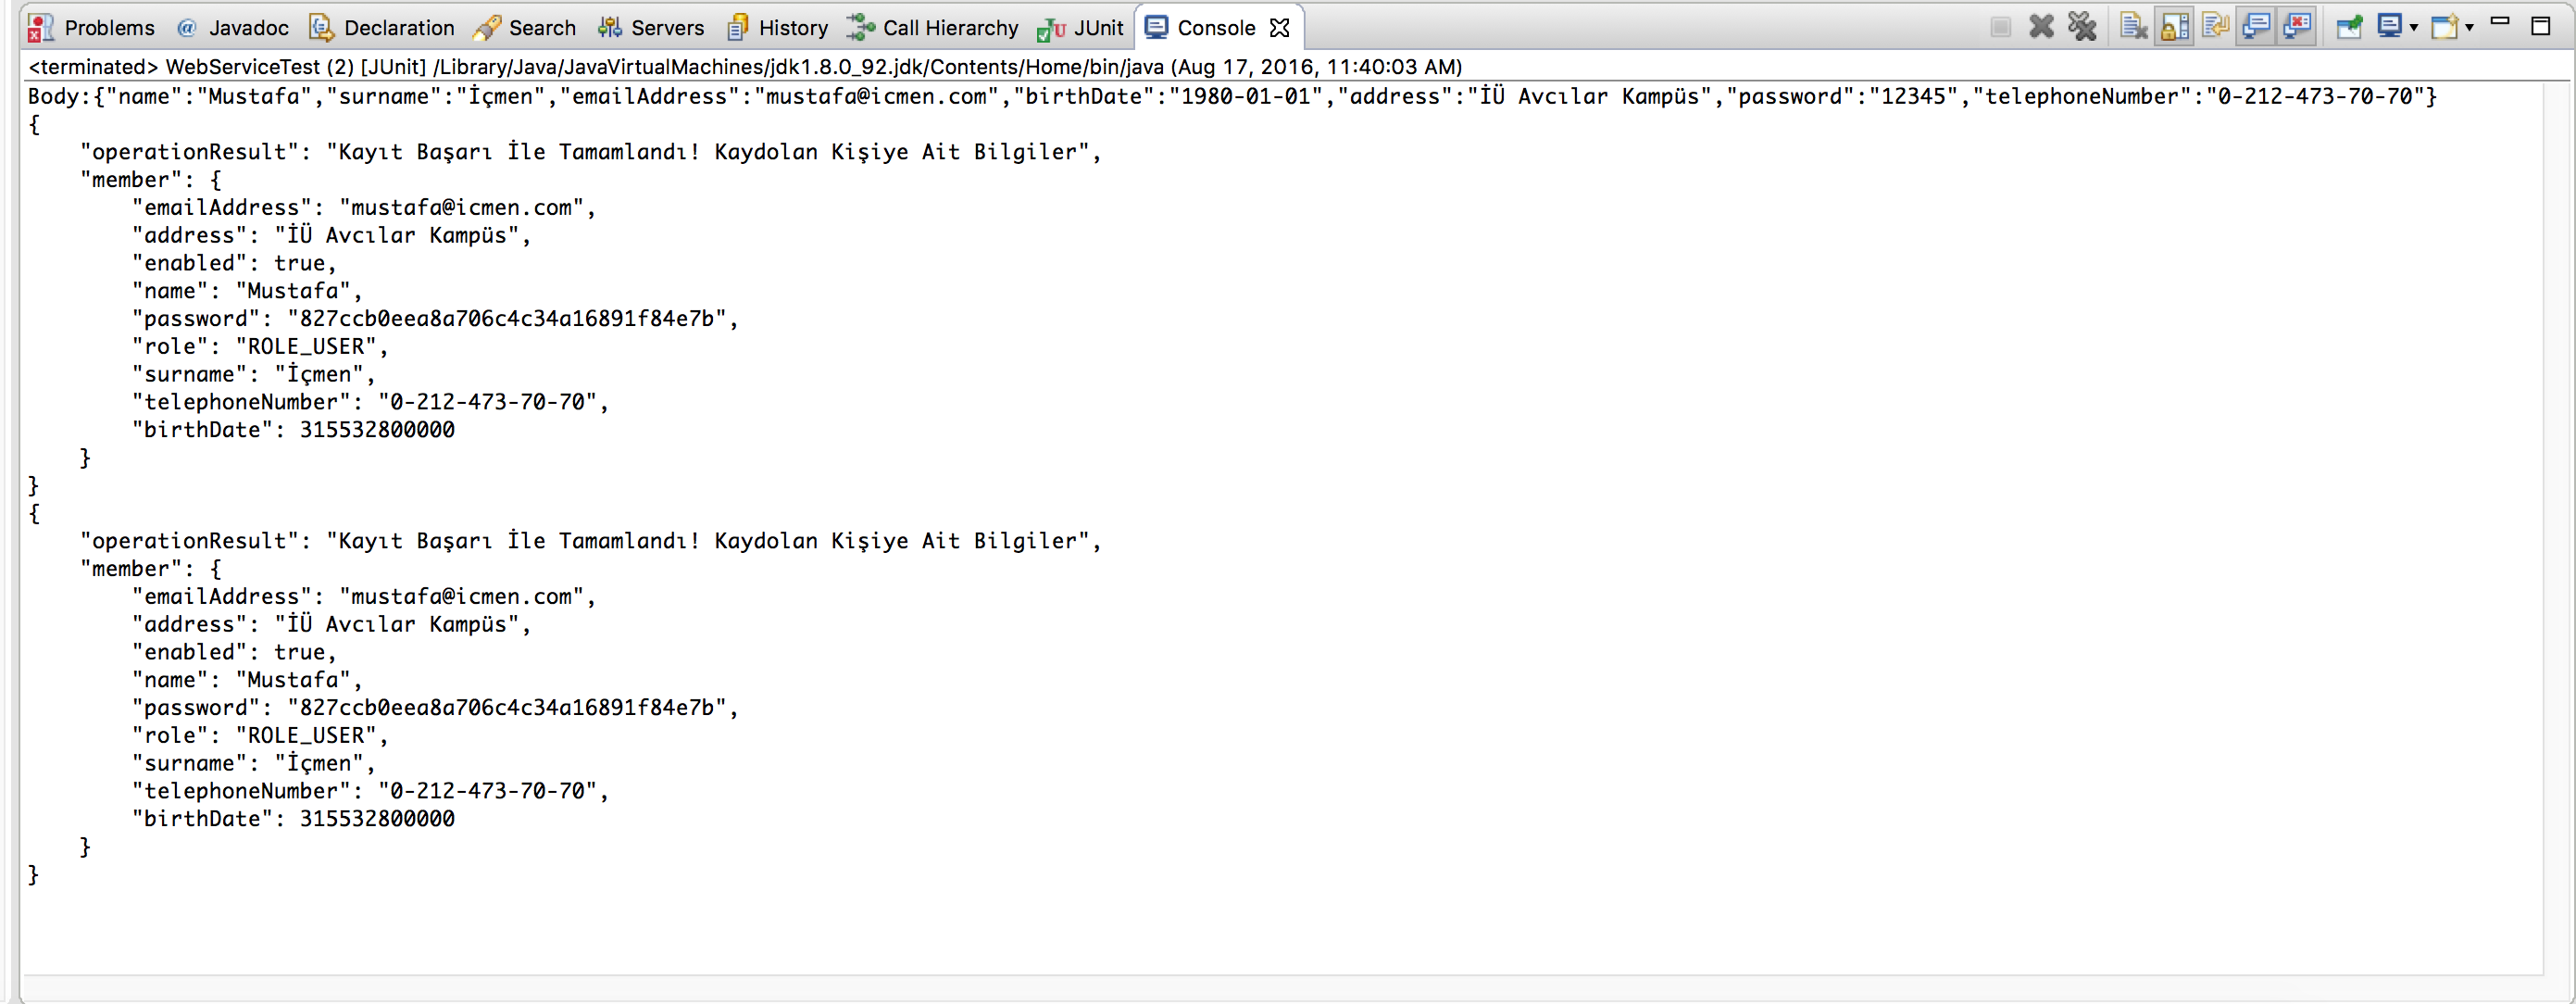 Problems @ Javadoc Declaration Search Servers History Call Hierarchy JUnit Console
<terminated> WebServiceTest (2) [JUnit] /Library/Java/JavaVirtualMachines/jdk1.8.0_92.jdk/Contents/Home/bin/java (Aug 17, 2016, 11:40:03 AM)
Body:{"name":"Mustafa","surname":"İçmen","emailAddress":"mustafa@icmen.com","birthDate":"1980-01-01","address":"İÜ Avcılar Kampüs","password":"12345","telephoneNumber":"0-212-473-70-70"}
{
    "operationResult": "Kayıt Başarı İle Tamamlandı! Kaydolan Kişiye Ait Bilgiler",
    "member": {
        "emailAddress": "mustafa@icmen.com",
        "address": "İÜ Avcılar Kampüs",
        "enabled": true,
        "name": "Mustafa",
        "password": "827ccb0eea8a706c4c34a16891f84e7b",
        "role": "ROLE_USER",
        "surname": "İçmen",
        "telephoneNumber": "0-212-473-70-70",
        "birthDate": 315532800000
    }
}
{
    "operationResult": "Kayıt Başarı İle Tamamlandı! Kaydolan Kişiye Ait Bilgiler",
    "member": {
        "emailAddress": "mustafa@icmen.com",
        "address": "İÜ Avcılar Kampüs",
        "enabled": true,
        "name": "Mustafa",
        "password": "827ccb0eea8a706c4c34a16891f84e7b",
        "role": "ROLE_USER",
        "surname": "İçmen",
        "telephoneNumber": "0-212-473-70-70",
        "birthDate": 315532800000
    }
}